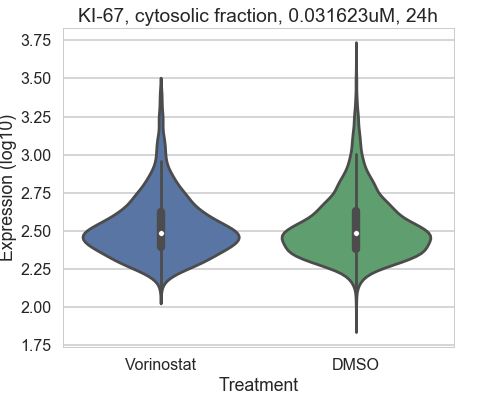 KI-67, cytosolic fraction, 0.031623uM, 24h
Expression (log10)
3.75
3.50
3.25
3.00
2.75
2.50
2.25
2.00
1.75
Vorinostat DMSO
Treatment